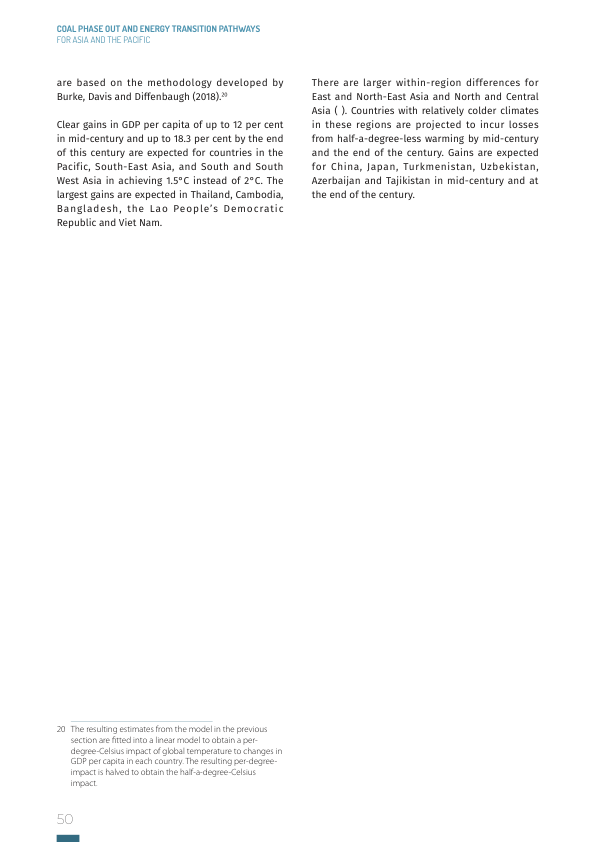 COAL PHASE OUT AND ENERGY TRANSITION PATHWAYS
FOR ASIA AND THE PACIFIC
are based on the methodology developed by
Burke, Davis and Diffenbaugh (2018).20
Clear gains in GDP per capita of up to 12 per cent
in mid-century and up to 18.3 per cent by the end
of this century are expected for countries in the
Pacific, South-East Asia, and South and South
West Asia in achieving 1.5°C instead of 2°C. The
largest gains are expected in Thailand, Cambodia,
Bangladesh, the Lao People's Democratic
Republic and Viet Nam.
There are larger within-region differences for
East and North-East Asia and North and Central
Asia ( ). Countries with relatively colder climates
in these regions are projected to incur losses
from half-a-degree-less warming by mid-century
and the end of the century. Gains are expected
for China, Japan, Turkmenistan, Uzbekistan,
Azerbaijan and Tajikistan in mid-century and at
the end of the century.
20 The resulting estimates from the model in the previous
section are fitted into a linear model to obtain a per-
degree-Celsius impact of global temperature to changes in
GDP per capita in each country. The resulting per-degree-
impact is halved to obtain the half-a-degree-Celsius
impact.
50